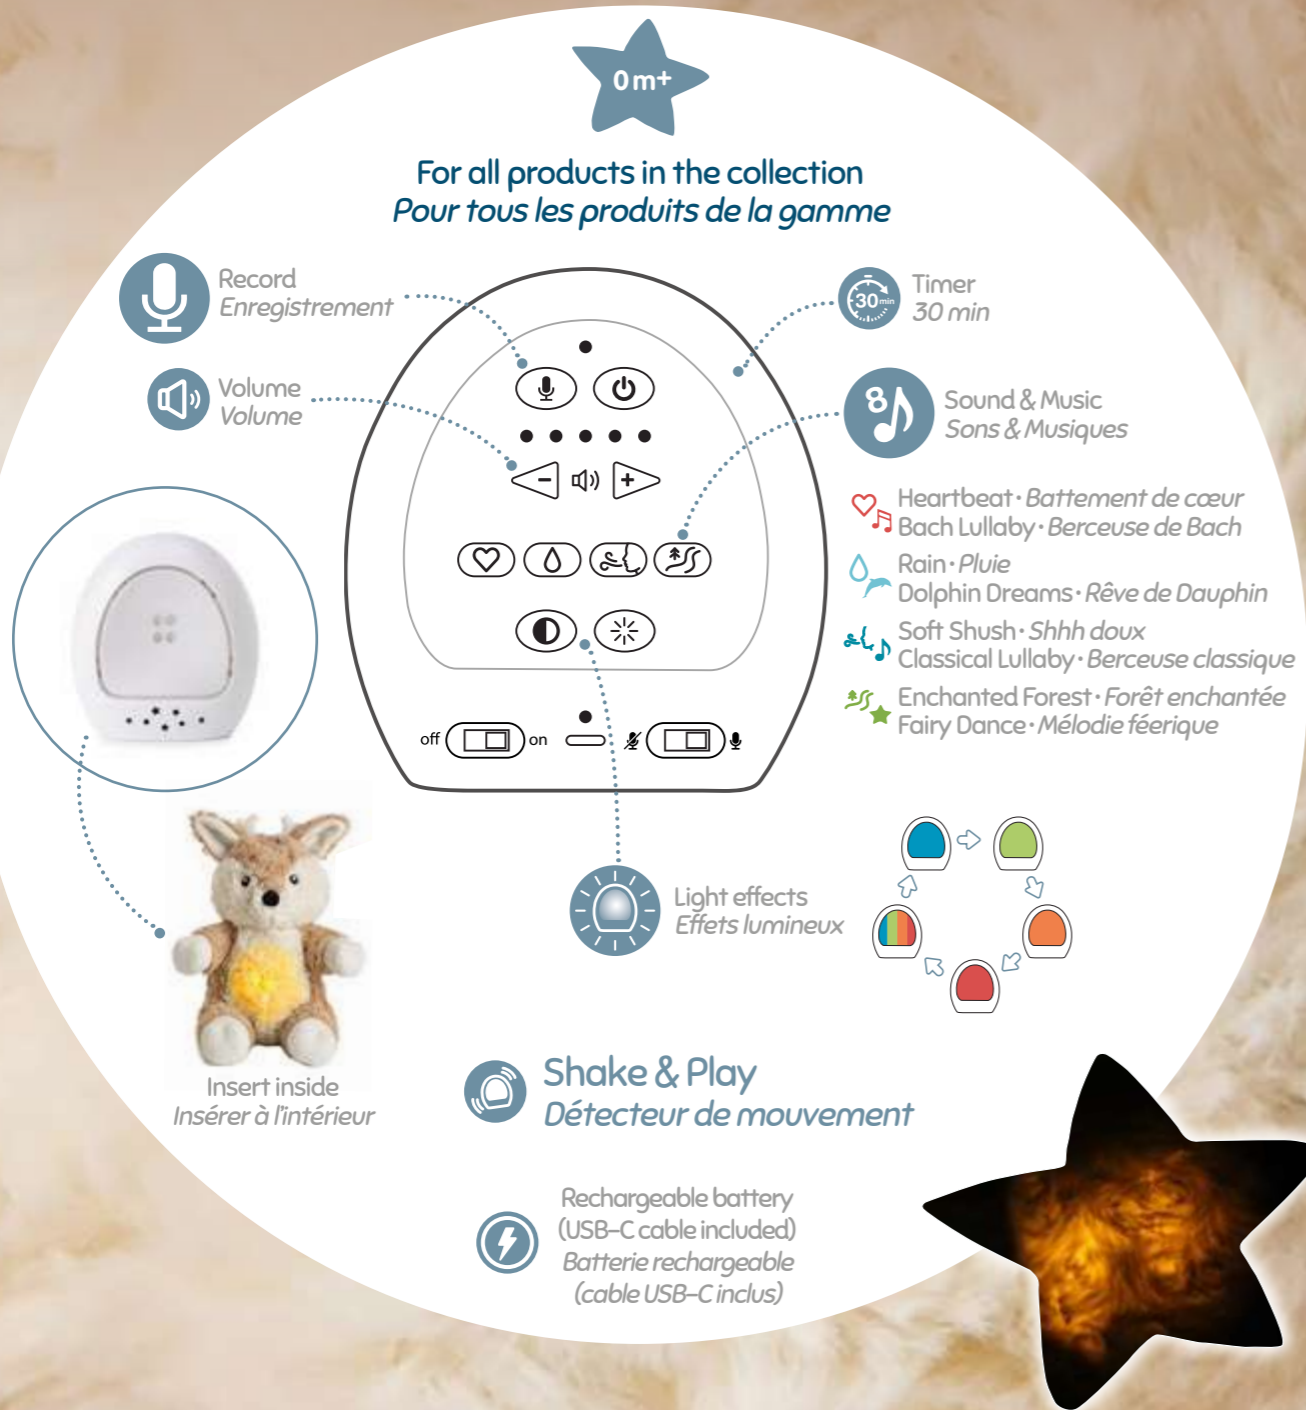 0 m+
For all products in the collection
Pour tous les produits de la gamme
Record
Enregistrement
Volume
Volume
Timer
30 min
30 min
8
Sound & Music
Sons & Musiques
Heartbeat · Battement de cœur
Bach Lullaby · Berceuse de Bach
Rain · Pluie
Dolphin Dreams · Rêve de Dauphin
Soft Shush · Shhh doux
Classical Lullaby · Berceuse classique
Enchanted Forest · Forêt enchantée
Fairy Dance · Mélodie féerique
off on
Light effects
Effets lumineux
Insert inside
Insérer à l'intérieur
Shake & Play
Détecteur de mouvement
Rechargeable battery
(USB-C cable included)
Batterie rechargeable
(cable USB-C inclus)